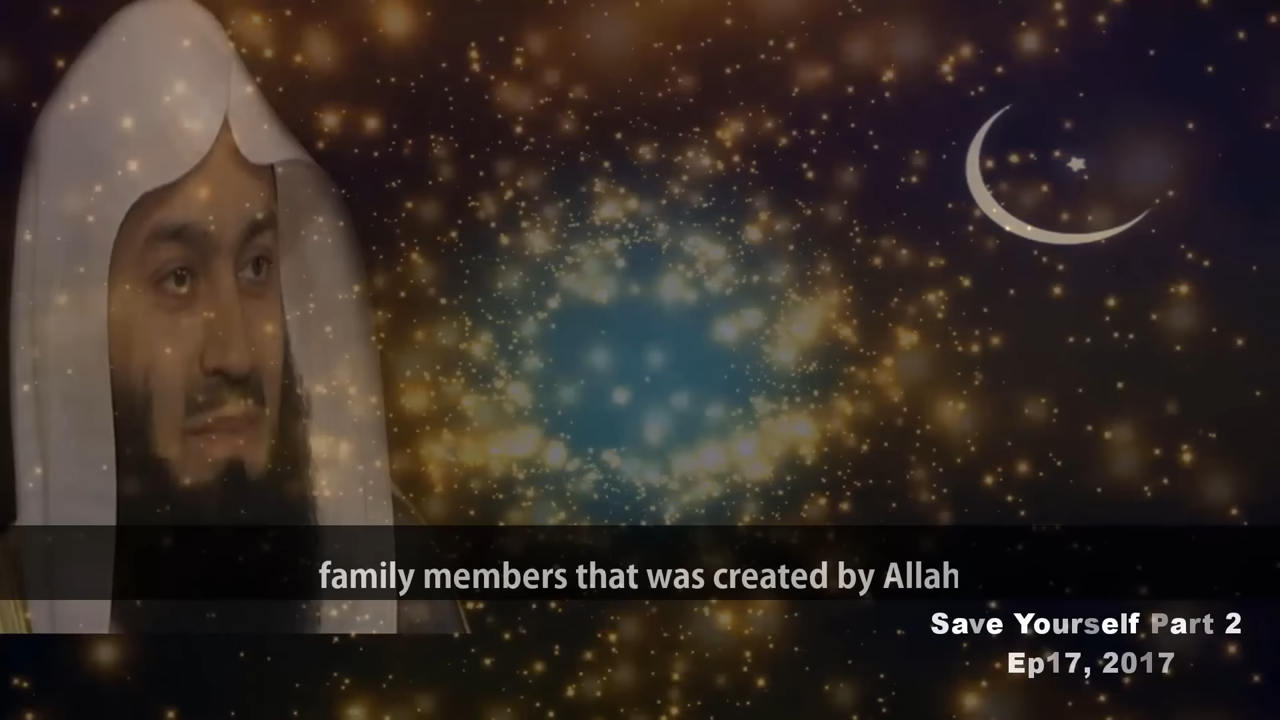 family members that was created by Allah
Save Yourself Part 2
Ep17, 2017